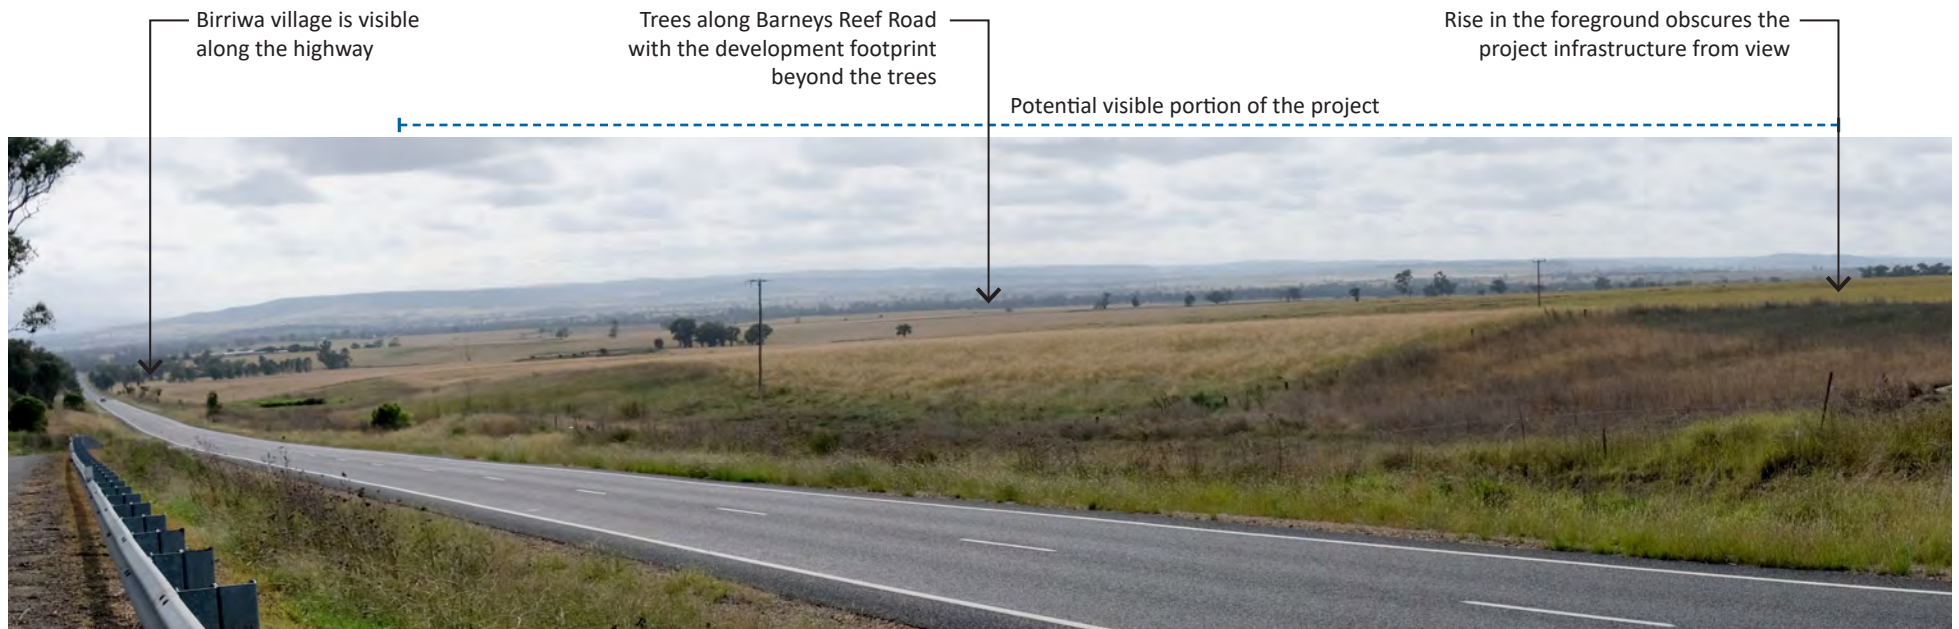 Birriwa village is visible
along the highway
Trees along Barneys Reef Road
with the development footprint
beyond the trees
Rise in the foreground obscures the
project infrastructure from view
Potential visible portion of the project